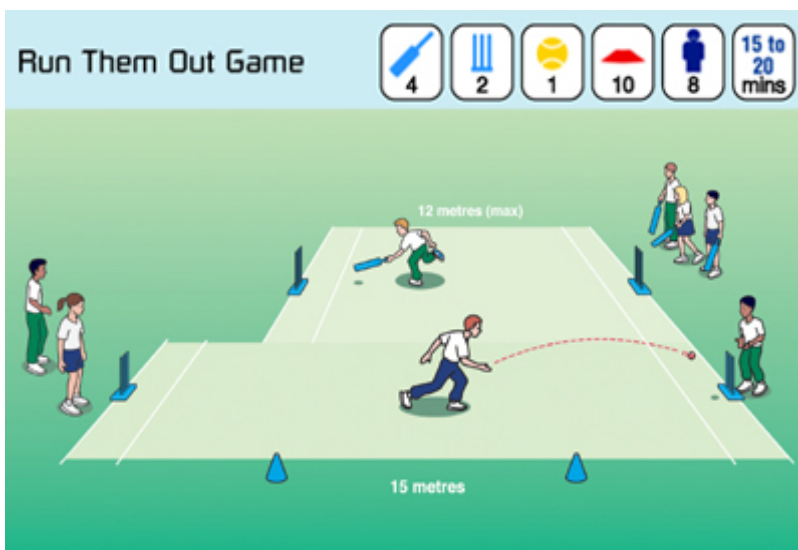 Run Them Out Game
4
2
1
10
8
15 to
20
mins
12 metres (max)
15 metres